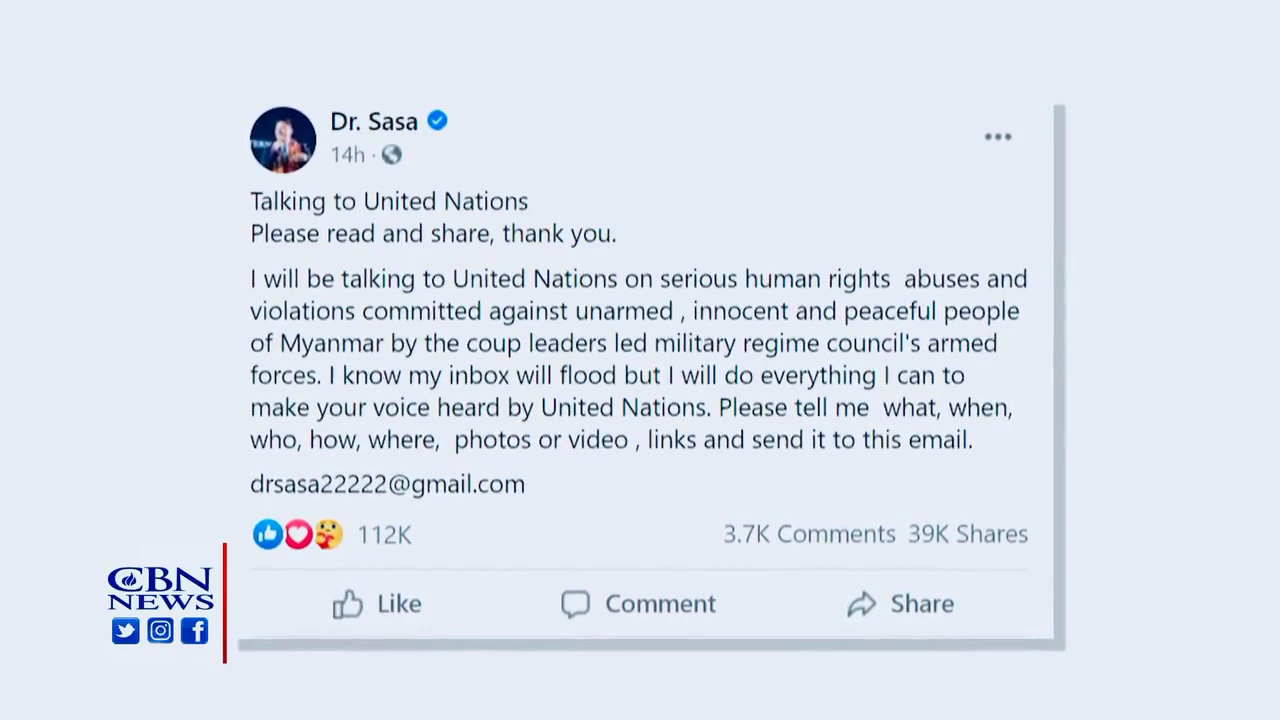 Dr. Sasa
14h ·
Talking to United Nations
Please read and share, thank you.
I will be talking to United Nations on serious human rights  abuses and
violations committed against unarmed , innocent and peaceful people
of Myanmar by the coup leaders led military regime council's armed
forces. I know my inbox will flood but I will do everything I can to
make your voice heard by United Nations. Please tell me  what, when,
who, how, where,  photos or video , links and send it to this email.
drsasa22222@gmail.com
112K
3.7K Comments 39K Shares
Like Comment Share
CBN
NEWS